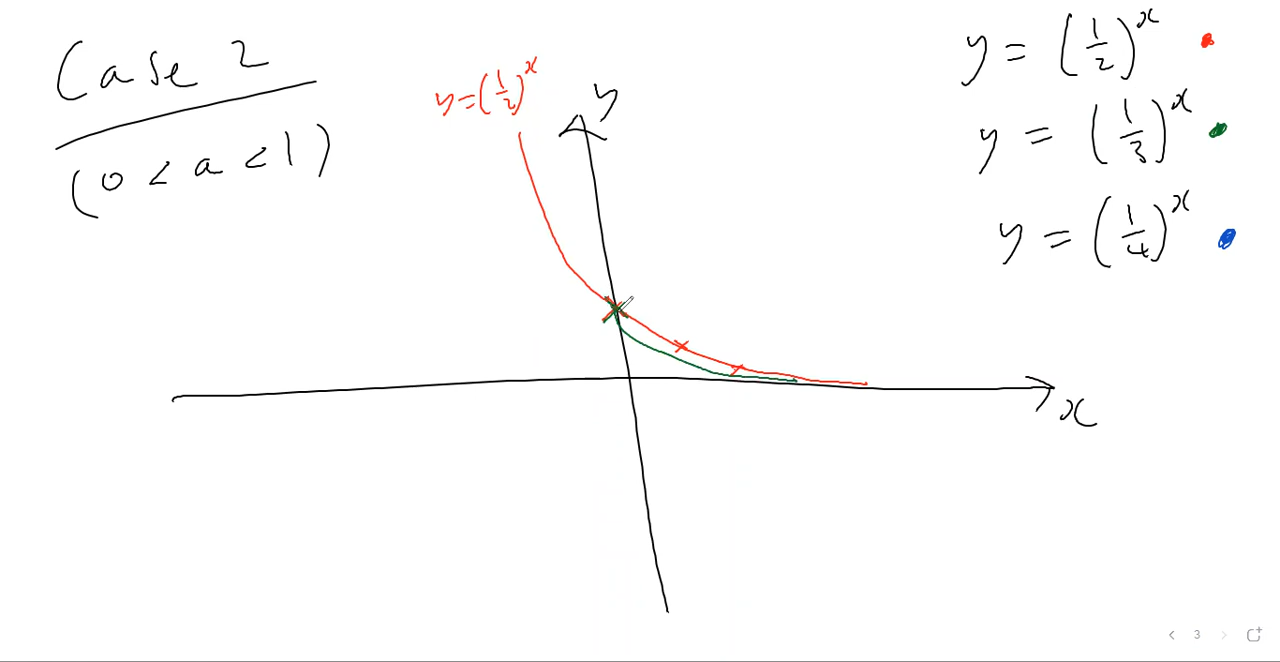 Case 2
(0 < a < 1)
y=(1/2)^x
y
x
y = (1/2)^x
y = (1/3)^x
y = (1/4)^x
3